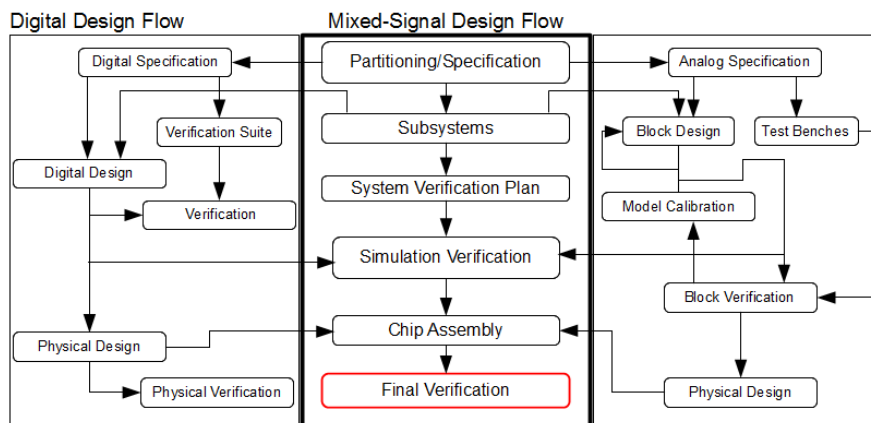 Digital Design Flow
Mixed-Signal Design Flow
Digital Specification
Partitioning/Specification
Analog Specification
Verification Suite
Subsystems
Block Design
Test Benches
Digital Design
System Verification Plan
Verification
Model Calibration
Simulation Verification
Block Verification
Physical Design
Chip Assembly
Physical Verification
Final Verification
Physical Design